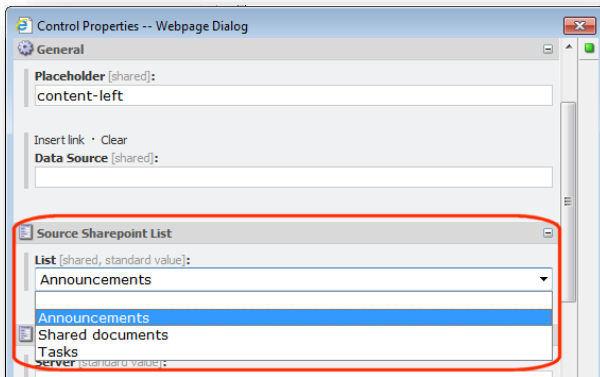 Control Properties -- Webpage Dialog
General
Placeholder [shared]:
content-left
Insert link · Clear
Data Source [shared]:
Source Sharepoint List
List [shared, standard value]:
Announcements
Announcements
Shared documents
Tasks
Server [standard value]: